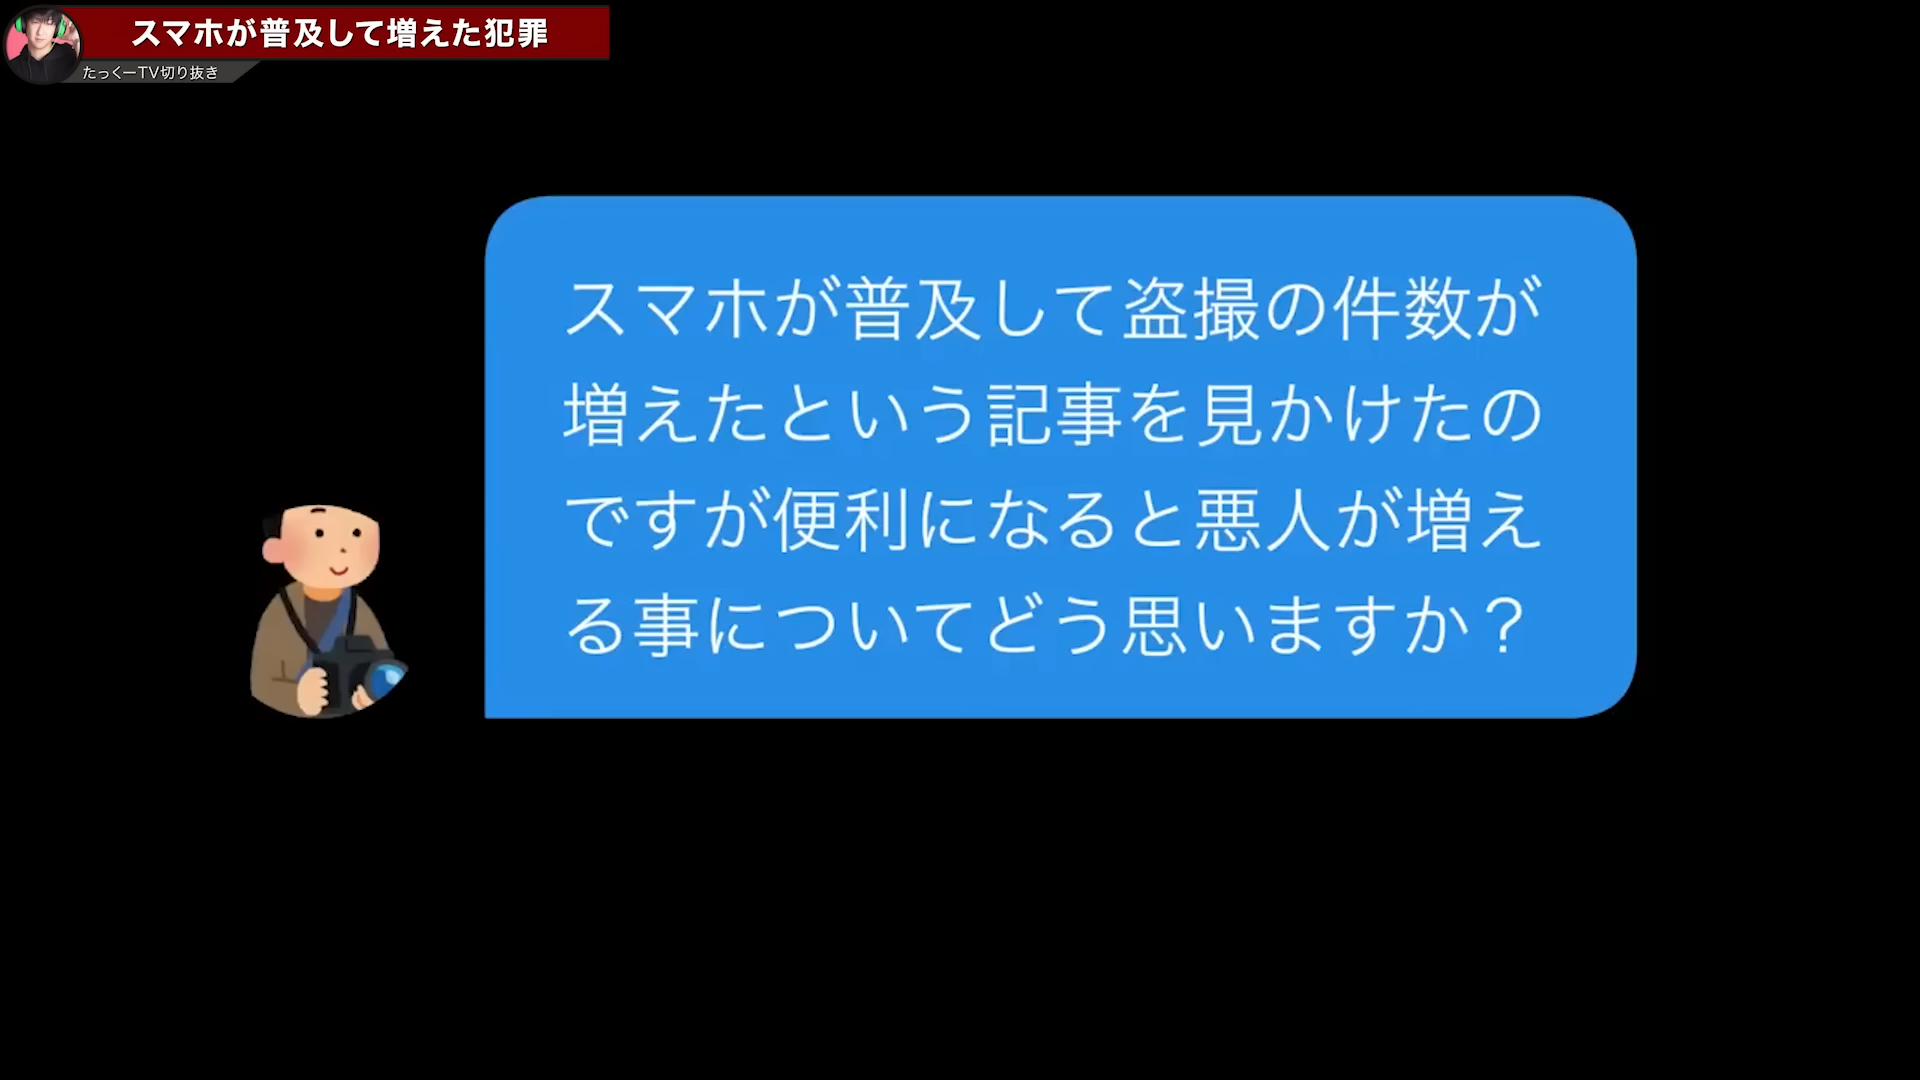 スマホが普及して増えた犯罪
たっくーTV切り抜き
スマホが普及して盗撮の件数が
増えたという記事を見かけたの
ですが便利になると悪人が増え
る事についてどう思いますか？